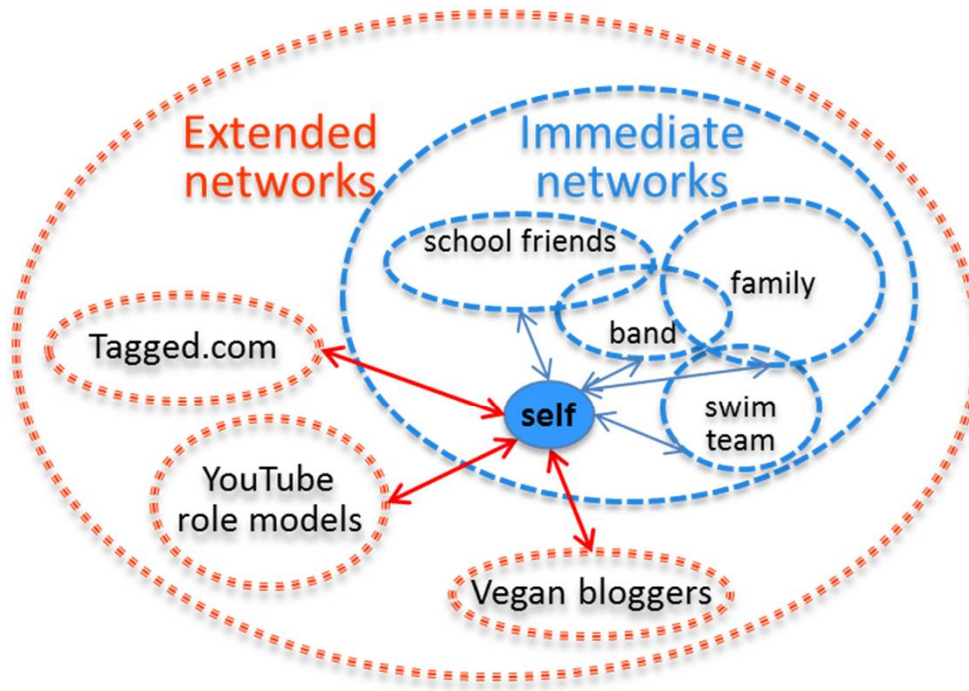 Extended
networks
Immediate
networks
school friends
family
band
Tagged.com
self
swim
team
YouTube
role models
Vegan bloggers